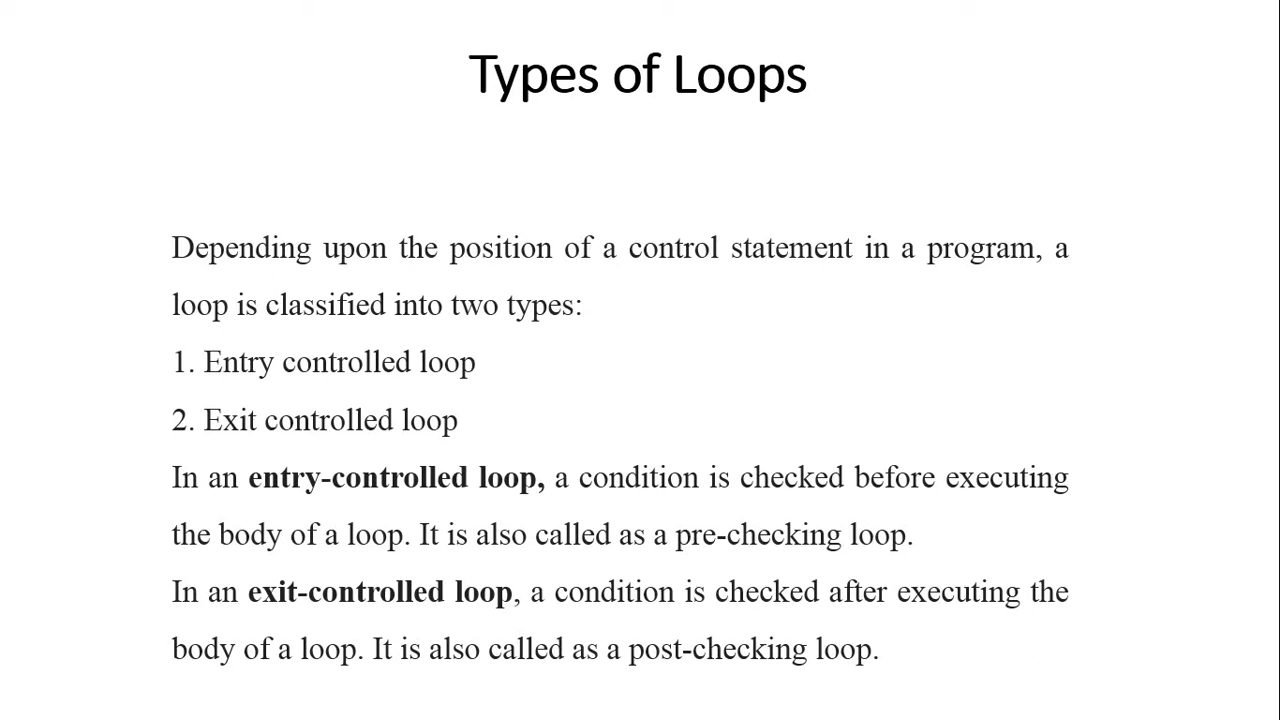 Types of Loops
Depending upon the position of a control statement in a program, a
loop is classified into two types:
1. Entry controlled loop
2. Exit controlled loop
In an entry-controlled loop, a condition is checked before executing
the body of a loop. It is also called as a pre-checking loop.
In an exit-controlled loop, a condition is checked after executing the
body of a loop. It is also called as a post-checking loop.